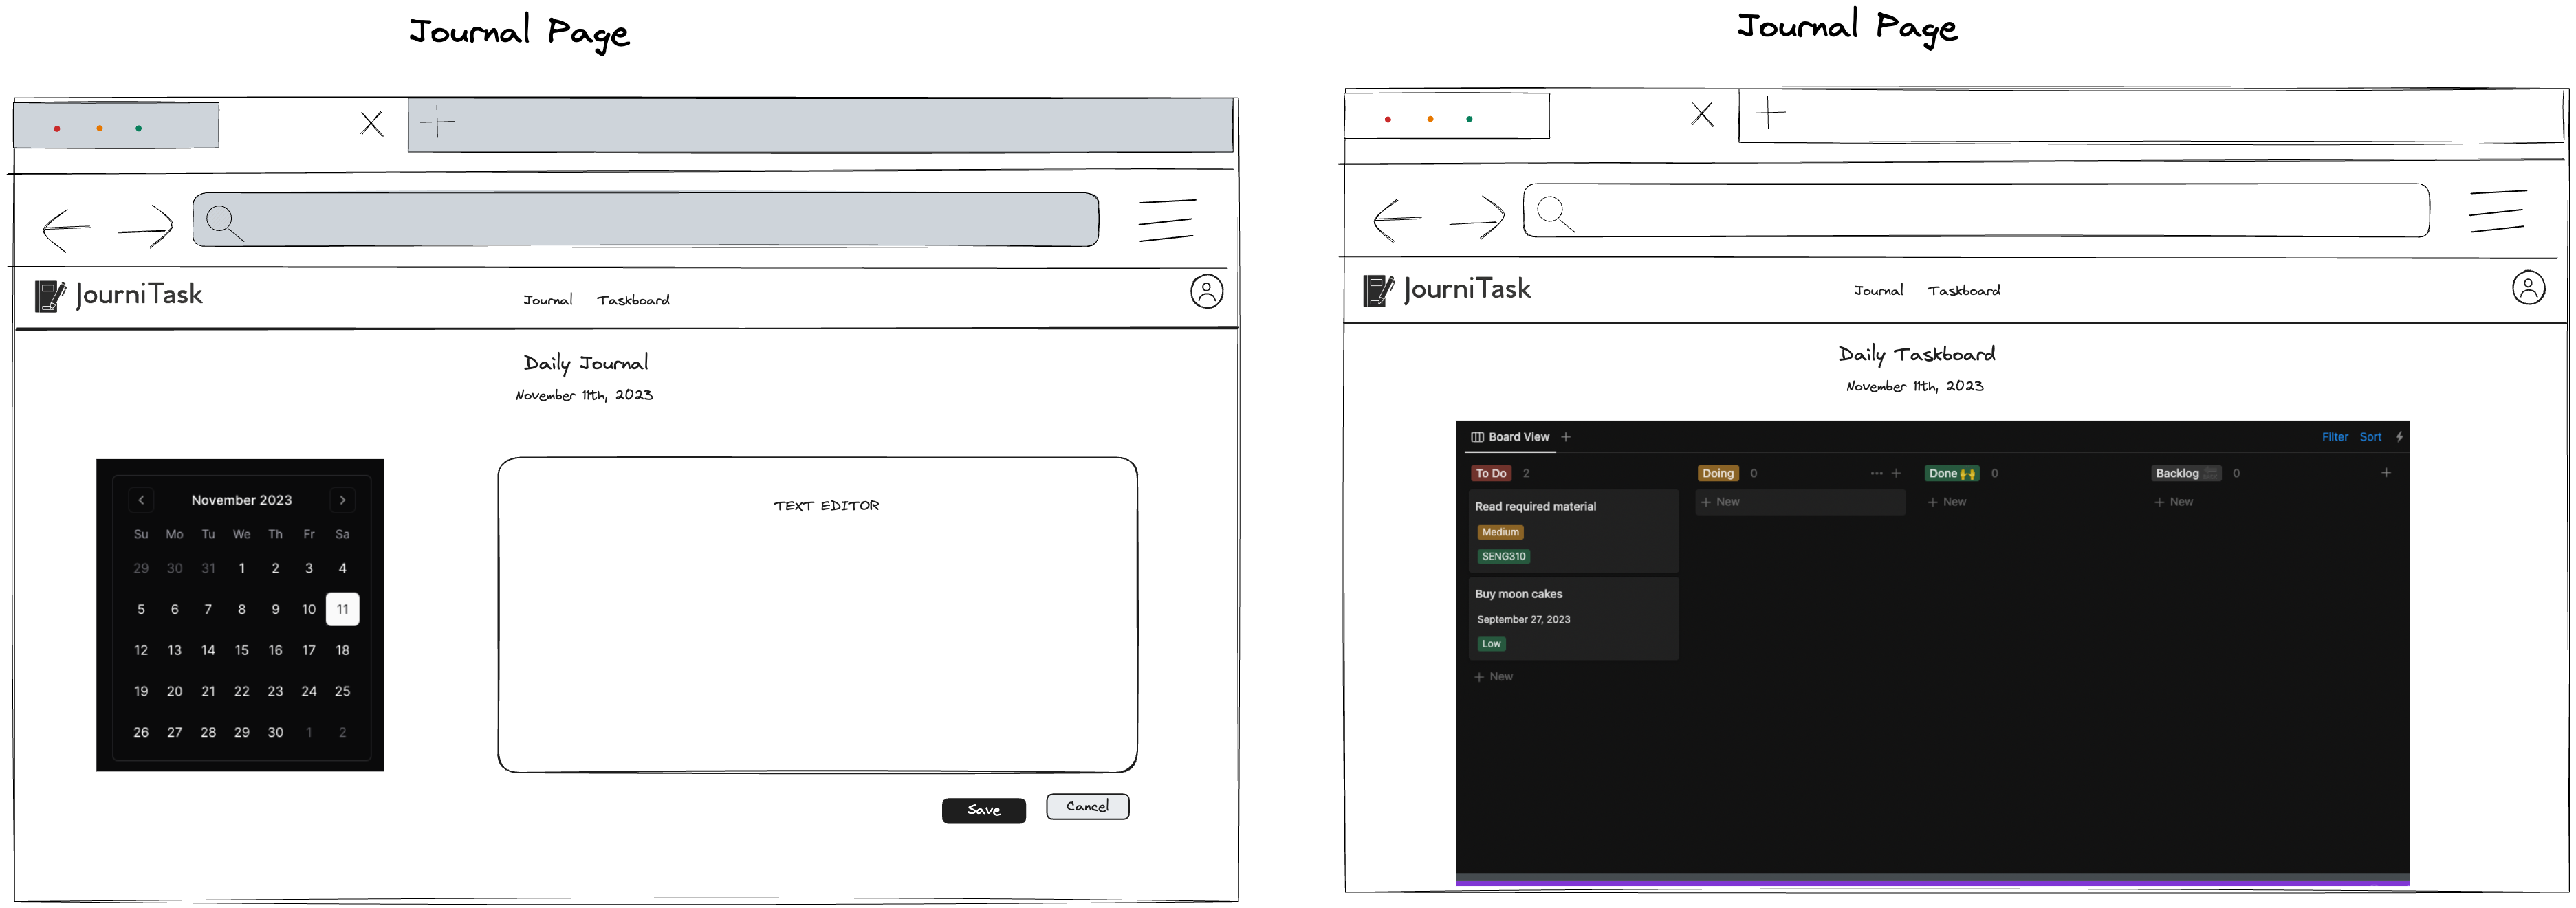 Journal Page
JourniTask
Journal Taskboard
Daily Journal
November 11th, 2023
November 2023
Su Mo Tu We Th Fr Sa
29 30 31 1 2 3 4
5 6 7 8 9 10 11
12 13 14 15 16 17 18
19 20 21 22 23 24 25
26 27 28 29 30 1 2
TEXT EDITOR
Save Cancel
Journal Page
JourniTask
Journal Taskboard
Daily Taskboard
November 11th, 2023
Board View + Filter Sort
To Do 2 Doing 0 ... + Done 🙌 0 Backlog 0 +
Read required material
Medium
SENG310
Buy moon cakes
September 27, 2023
Low
+ New
+ New
+ New
+ New